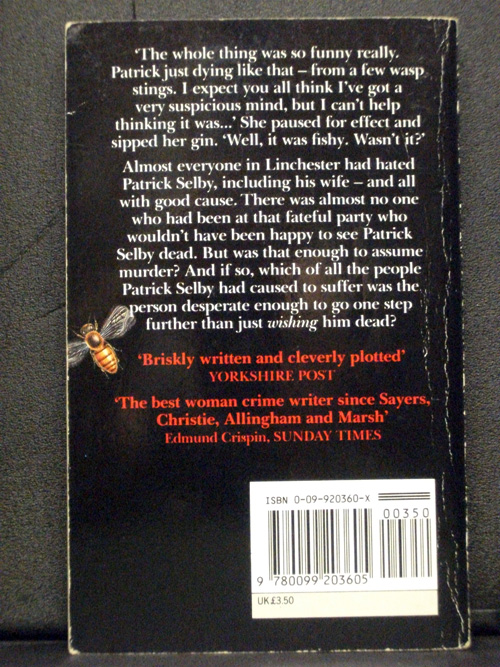 ‘The whole thing was so funny really.
Patrick just dying like that – from a few wasp
stings. I expect you all think I've got a
very suspicious mind, but I can't help
thinking it was...’ She paused for effect and
sipped her gin. ‘Well, it was fishy. Wasn't it?’
Almost everyone in Linchester had hated
Patrick Selby, including his wife – and all
with good cause. There was almost no one
who had been at that fateful party who
wouldn't have been happy to see Patrick
Selby dead. But was that enough to assume
murder? And if so, which of all the people
Patrick Selby had caused to suffer was the
person desperate enough to go one step
further than just wishing him dead?
‘Briskly written and cleverly plotted’
YORKSHIRE POST
‘The best woman crime writer since Sayers,
Christie, Allingham and Marsh’
Edmund Crispin, SUNDAY TIMES
ISBN 0-09-920360-X
00350
9 780099 203605
UK £3.50